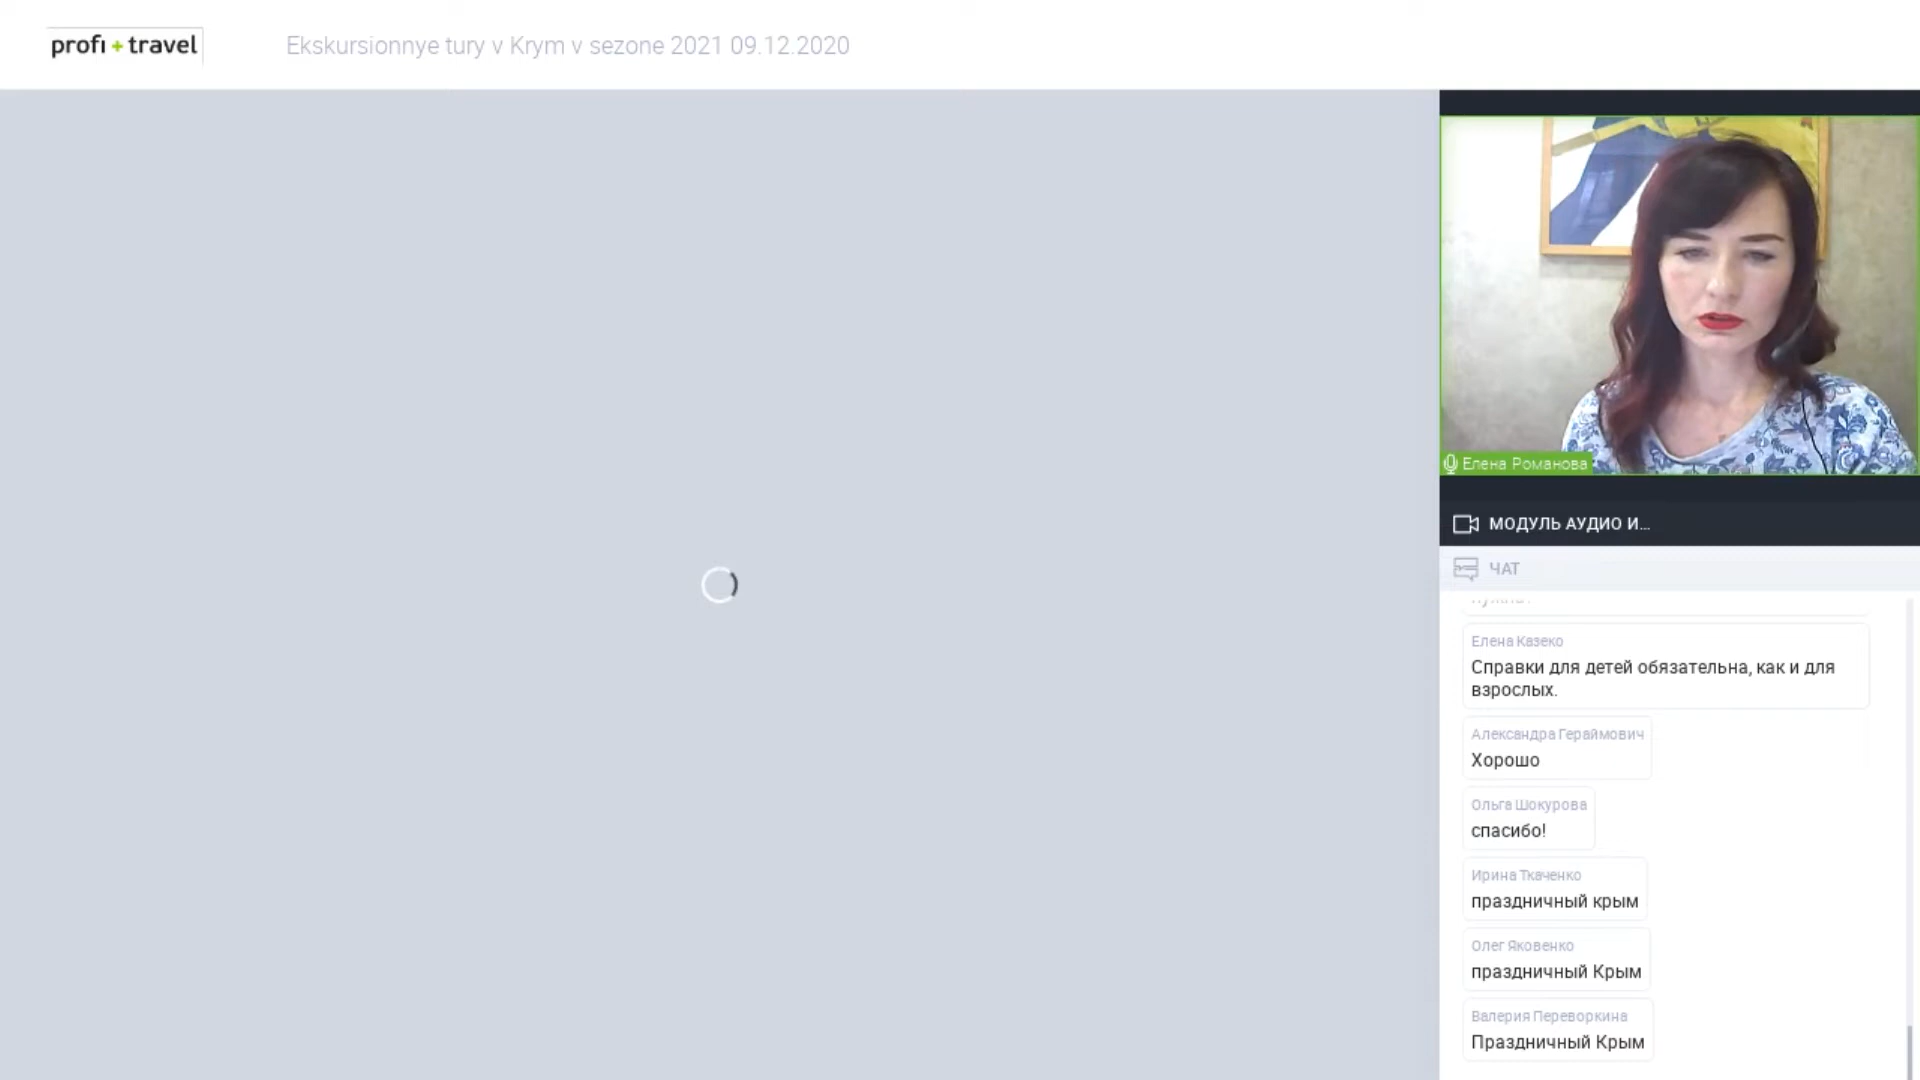 profi + travel
Ekskursionnye tury v Krym v sezone 2021 09.12.2020
Елена Романова
МОДУЛЬ АУДИО И...
ЧАТ
Елена Казеко
Справки для детей обязательна, как и для
взрослых.
Александра Гераймович
Хорошо
Ольга Шокурова
спасибо!
Ирина Ткаченко
праздничный крым
Олег Яковенко
праздничный Крым
Валерия Переворкина
Праздничный Крым